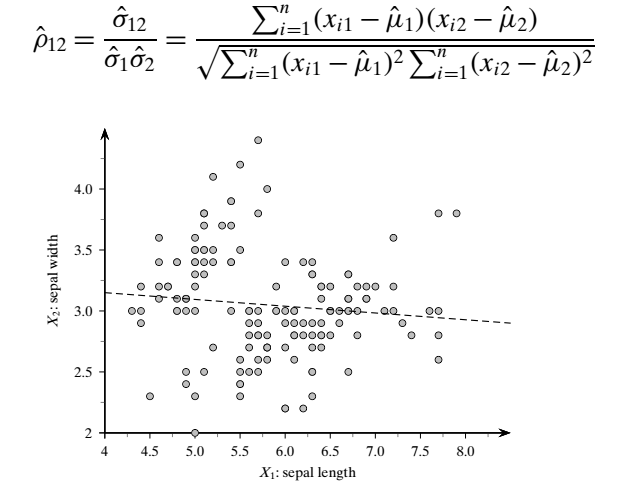 ρ̂₁₂ = σ̂₁₂ / (σ̂₁σ̂₂) = ∑ⁿᵢ₌₁(xᵢ₁ − μ̂₁)(xᵢ₂ − μ̂₂) / √(∑ⁿᵢ₌₁(xᵢ₁ − μ̂₁)² ∑ⁿᵢ₌₁(xᵢ₂ − μ̂₂)²)
4.0
3.5
X₂: sepal width
3.0
2.5
2
4 4.5 5.0 5.5 6.0 6.5 7.0 7.5 8.0
X₁: sepal length